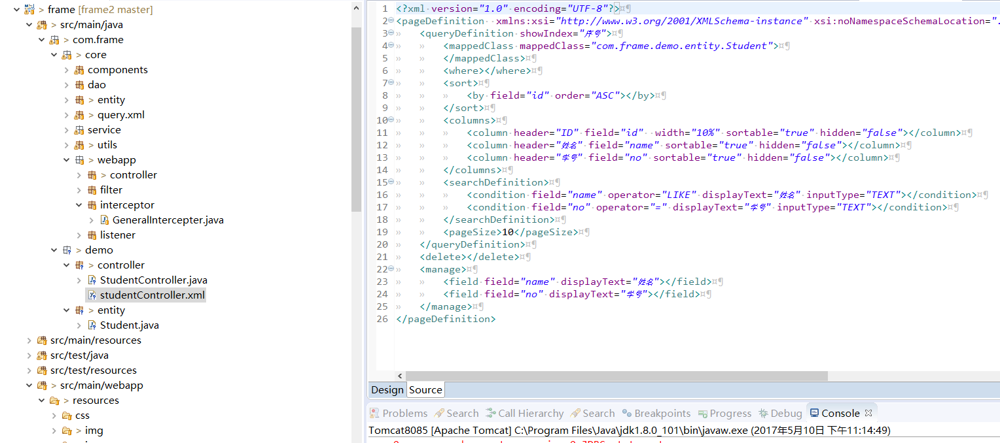 frame [frame2 master]
> src/main/java
> com.frame
> core
components
dao
> entity
> query.xml
service
> utils
> webapp
> controller
filter
interceptor
GeneralIntercepter.java
listener
> demo
> controller
StudentController.java
studentController.xml
> entity
Student.java
src/main/resources
src/test/java
src/test/resources
> src/main/webapp
> resources
css
> img
1 <?xml version="1.0" encoding="UTF-8"?>
2 <pageDefinition  xmlns:xsi="http://www.w3.org/2001/XMLSchema-instance" xsi:noNamespaceSchemaLocation=".
3 <queryDefinition showIndex="序号">
4 <mappedClass mappedClass="com.frame.demo.entity.Student">
5 </mappedClass>
6 <where></where>
7 <sort>
8 <by field="id" order="ASC"></by>
9 </sort>
10 <columns>
11 <column header="ID" field="id"  width="10%" sortable="true" hidden="false"></column>
12 <column header="姓名" field="name" sortable="true" hidden="false"></column>
13 <column header="学号" field="no" sortable="true" hidden="false"></column>
14 </columns>
15 <searchDefinition>
16 <condition field="name" operator="LIKE" displayText="姓名" inputType="TEXT"></condition>
17 <condition field="no" operator="=" displayText="学号" inputType="TEXT"></condition>
18 </searchDefinition>
19 <pageSize>10</pageSize>
20 </queryDefinition>
21 <delete></delete>
22 <manage>
23 <field field="name" displayText="姓名"></field>
24 <field field="no" displayText="学号"></field>
25 </manage>
26 </pageDefinition>
Design Source
Problems Search Call Hierarchy Search Breakpoints Progress Debug Console
Tomcat8085 [Apache Tomcat] C:\Program Files\Java\jdk1.8.0_101\bin\javaw.exe (2017年5月10日 下午11:14:49)